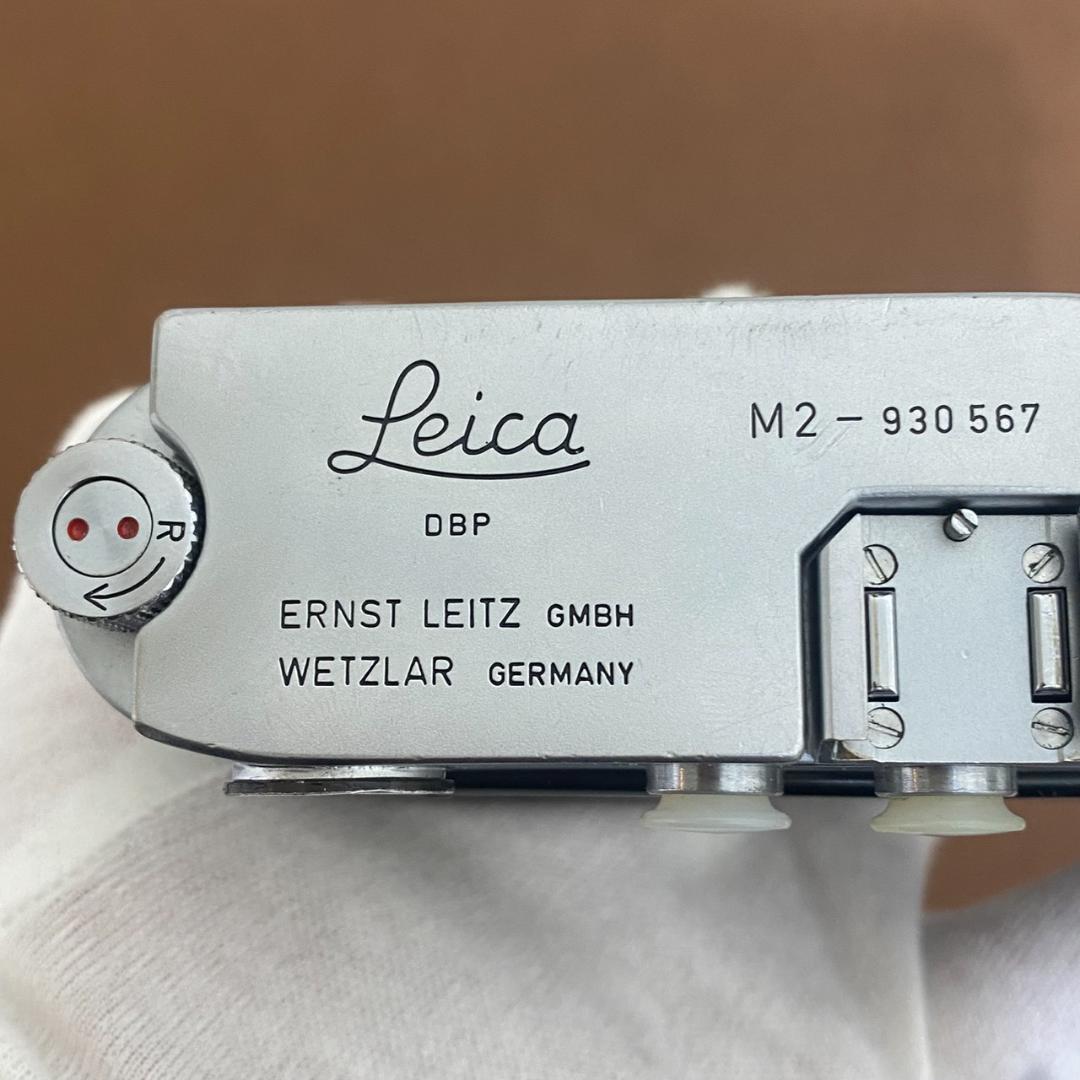 Leica
M2 - 930 567
DBP
R
ERNST LEITZ GMBH
WETZLAR GERMANY